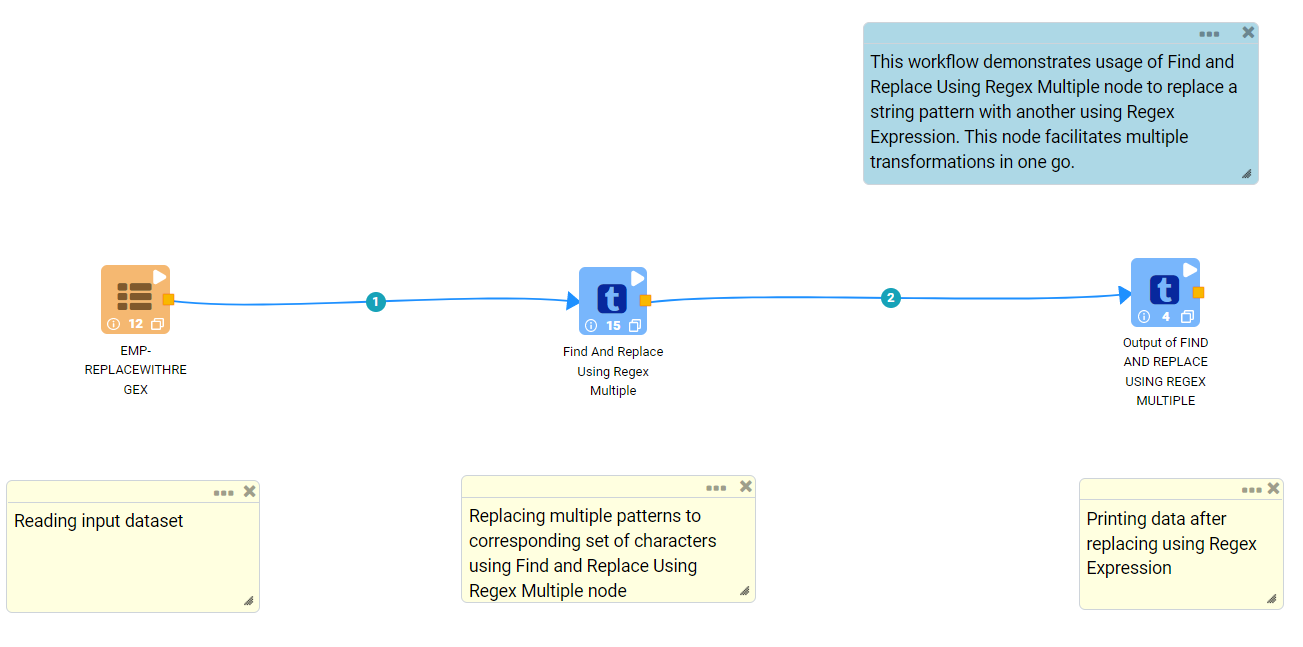 This workflow demonstrates usage of Find and
Replace Using Regex Multiple node to replace a
string pattern with another using Regex
Expression. This node facilitates multiple
transformations in one go.
12
EMP-
REPLACEWITHRE
GEX
1
t
15
Find And Replace
Using Regex
Multiple
2
t
4
Output of FIND
AND REPLACE
USING REGEX
MULTIPLE
Reading input dataset
Replacing multiple patterns to
corresponding set of characters
using Find and Replace Using
Regex Multiple node
Printing data after
replacing using Regex
Expression